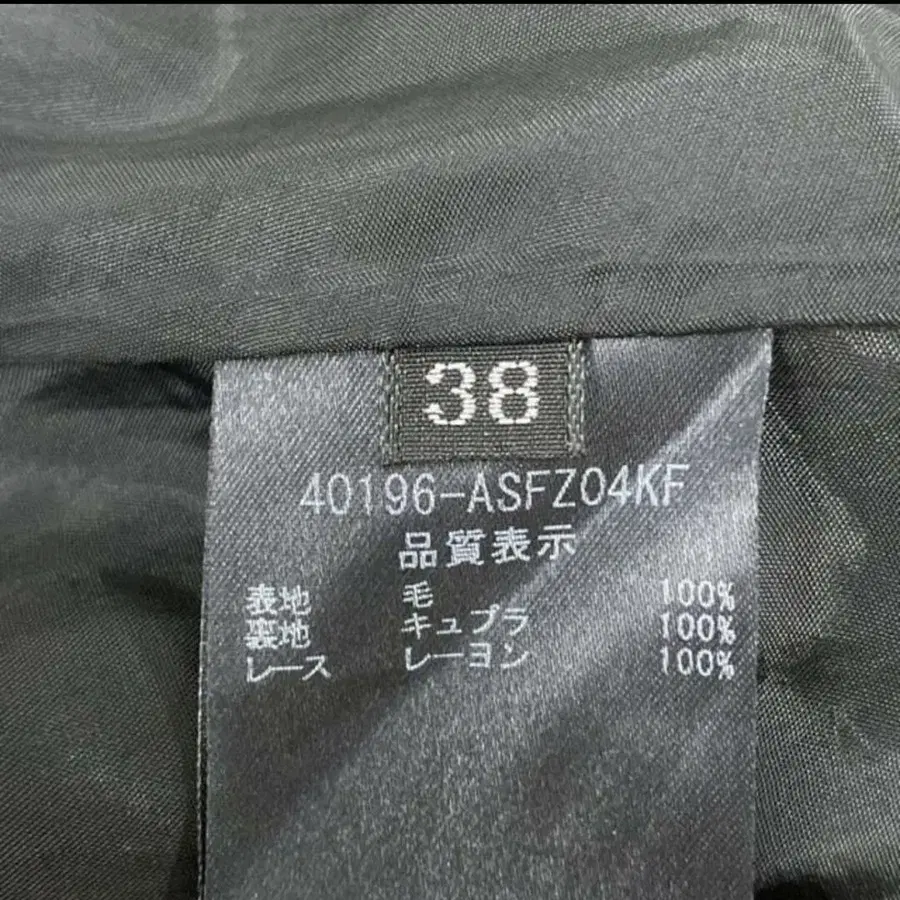 38
40196-ASFZ04KF
品質表示
表地 毛 100%
裏地 キュプラ 100%
レース レーヨン 100%